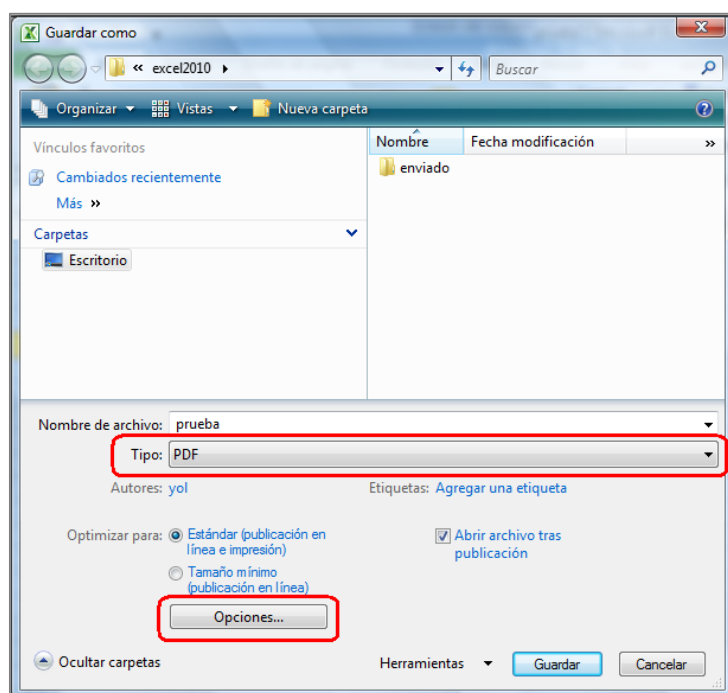 Guardar como
« excel2010
Buscar
Organizar Vistas Nueva carpeta
Vínculos favoritos
Cambiados recientemente
Más »
Carpetas
Escritorio
Nombre Fecha modificación »
enviado
Nombre de archivo: prueba
Tipo: PDF
Autores: yol Etiquetas: Agregar una etiqueta
Optimizar para: Estándar (publicación en
línea e impresión)
Tamaño mínimo
(publicación en línea)
Abrir archivo tras
publicación
Opciones...
Ocultar carpetas Herramientas Guardar Cancelar